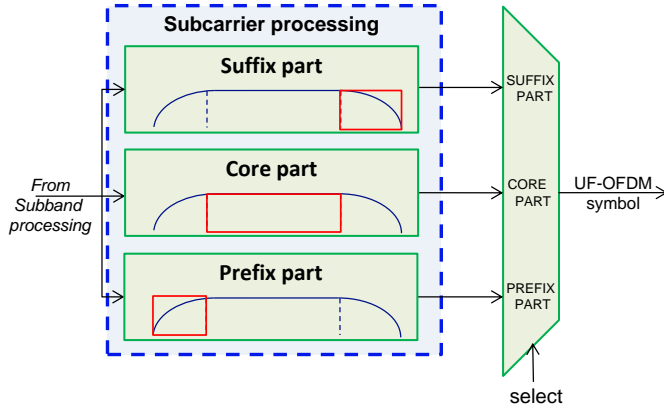 Subcarrier processing
Suffix part
SUFFIX
PART
From
Subband
processing
Core part
CORE
PART
UF-OFDM
symbol
Prefix part
PREFIX
PART
select